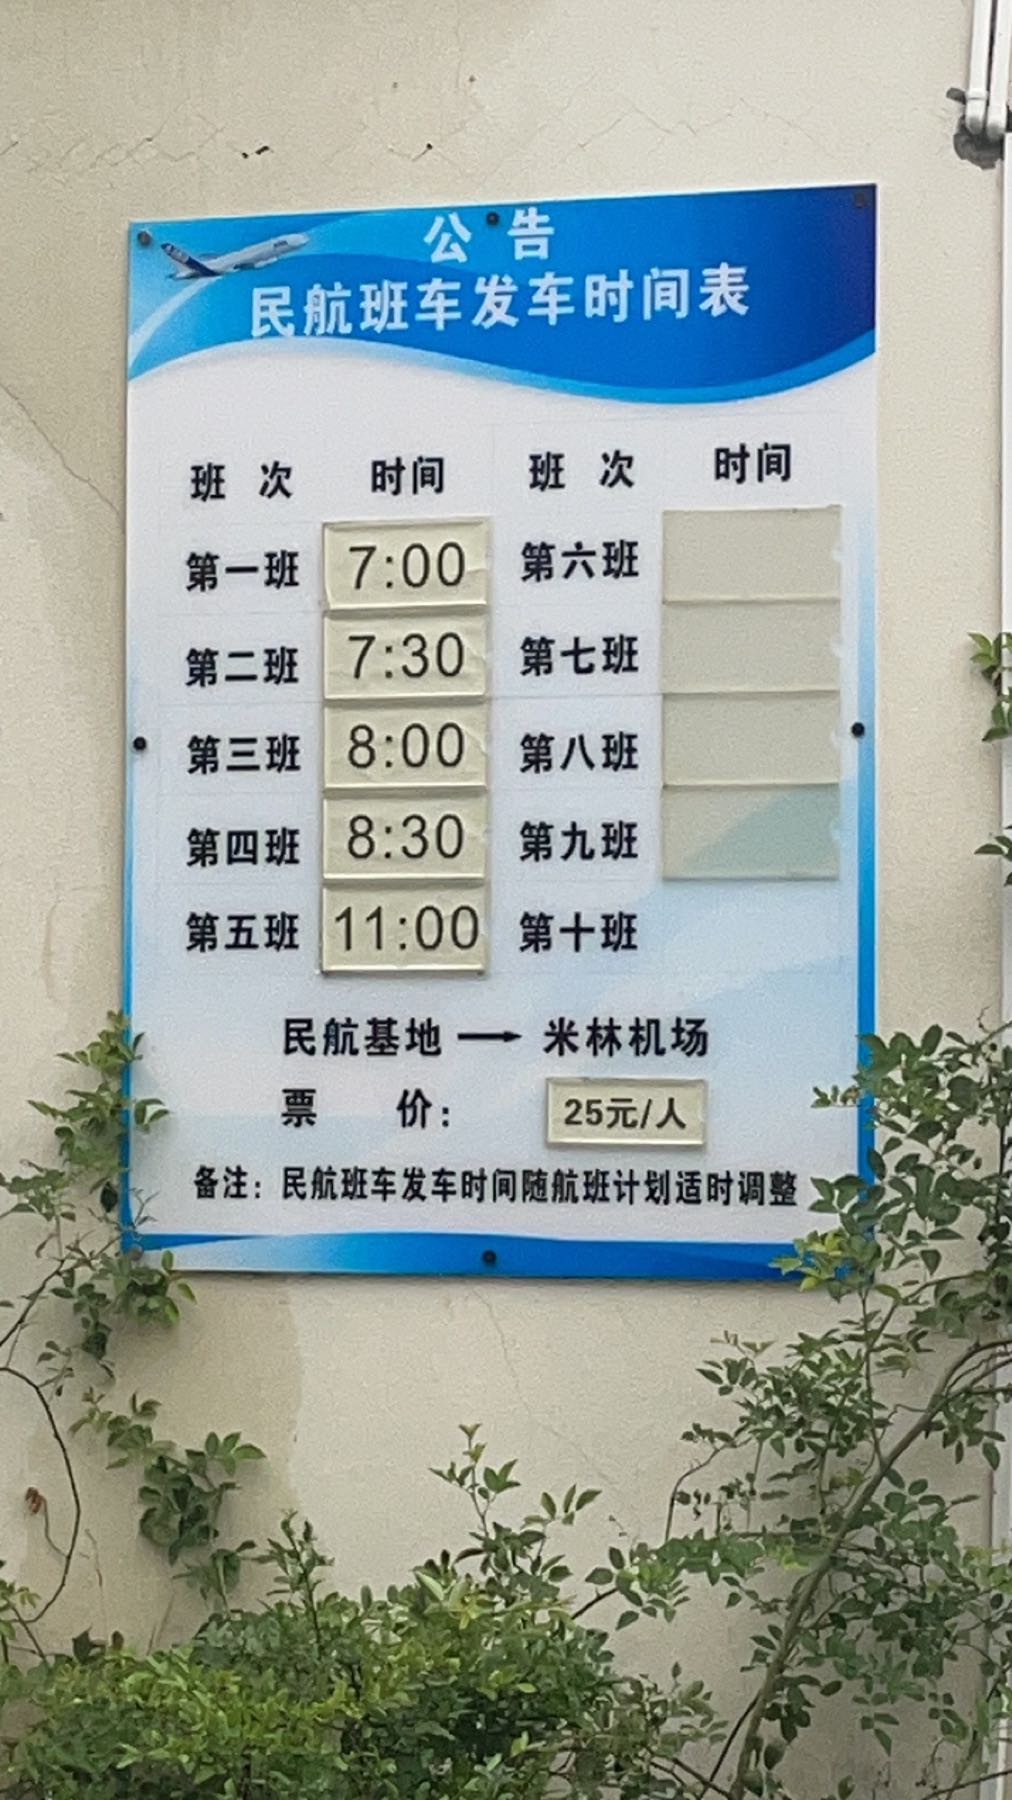 公告
民航班车发车时间表
班次 时间 班次 时间
第一班 7:00 第六班
第二班 7:30 第七班
第三班 8:00 第八班
第四班 8:30 第九班
第五班 11:00 第十班
民航基地 → 米林机场
票价: 25元/人
备注: 民航班车发车时间随航班计划适时调整